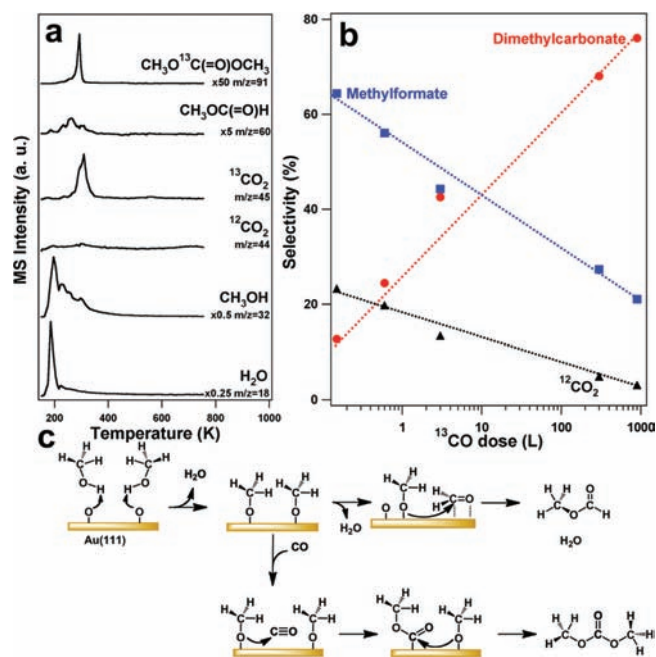 a
CH₃O¹³C(=O)OCH₃
x50 m/z=91
CH₃OC(=O)H
x5 m/z=60
¹³CO₂
m/z=45
¹²CO₂
m/z=44
CH₃OH
x0.5 m/z=32
H₂O
x0.25 m/z=18
MS Intensity (a. u.)
200 400 600 800 1000
Temperature (K)
b
Dimethylcarbonate
Methylformate
¹²CO₂
Selectivity (%)
80
60
40
20
0
1 10 100 1000
¹³CO dose (L)
c
H H
C H
O H
O
H H
C H
O H
O
Au(111)
H₂O
H H
C H
O
H H
C H
O
H₂O
H H
C H
O O
H
H C=O
H H
C H
O
O
C H
H₂O
CO
H H
C H
O
C≡O
H H
C H
O
H H
C H
O
C O
H H
C H
O
H H
C H
O
O
C
O
H
C H
H